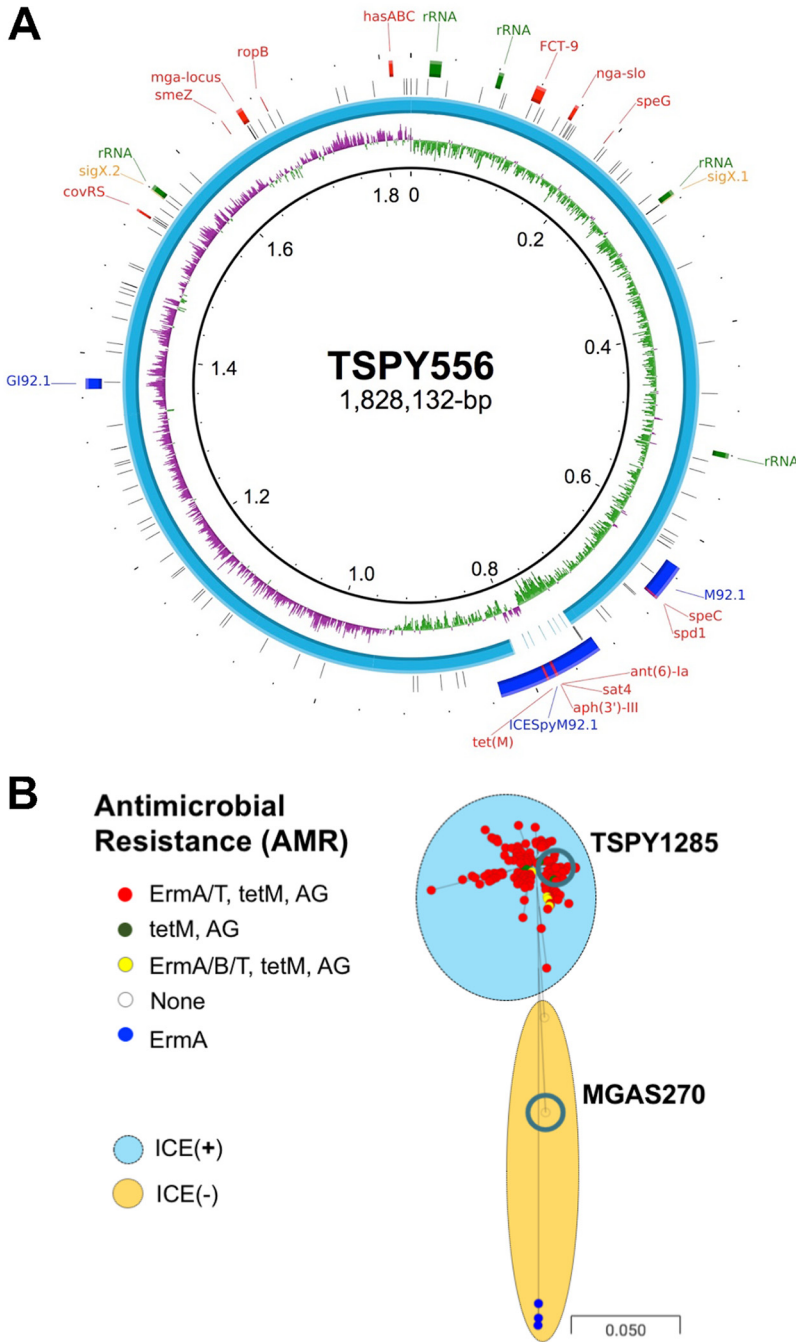 A
hasABC
rRNA
rRNA
FCT-9
nga-slo
speG
ropB
mga-locus
smeZ
rRNA
sigX.2
covRS
rRNA
sigX.1
GI92.1
rRNA
M92.1
speC
spd1
ant(6)-Ia
sat4
aph(3')-III
ICESpyM92.1
tet(M)
0
0.2
0.4
0.6
0.8
1.0
1.2
1.4
1.6
1.8
TSPY556
1,828,132-bp
B
Antimicrobial
Resistance (AMR)
ErmA/T, tetM, AG
tetM, AG
ErmA/B/T, tetM, AG
None
ErmA
ICE(+)
ICE(-)
TSPY1285
MGAS270
0.050